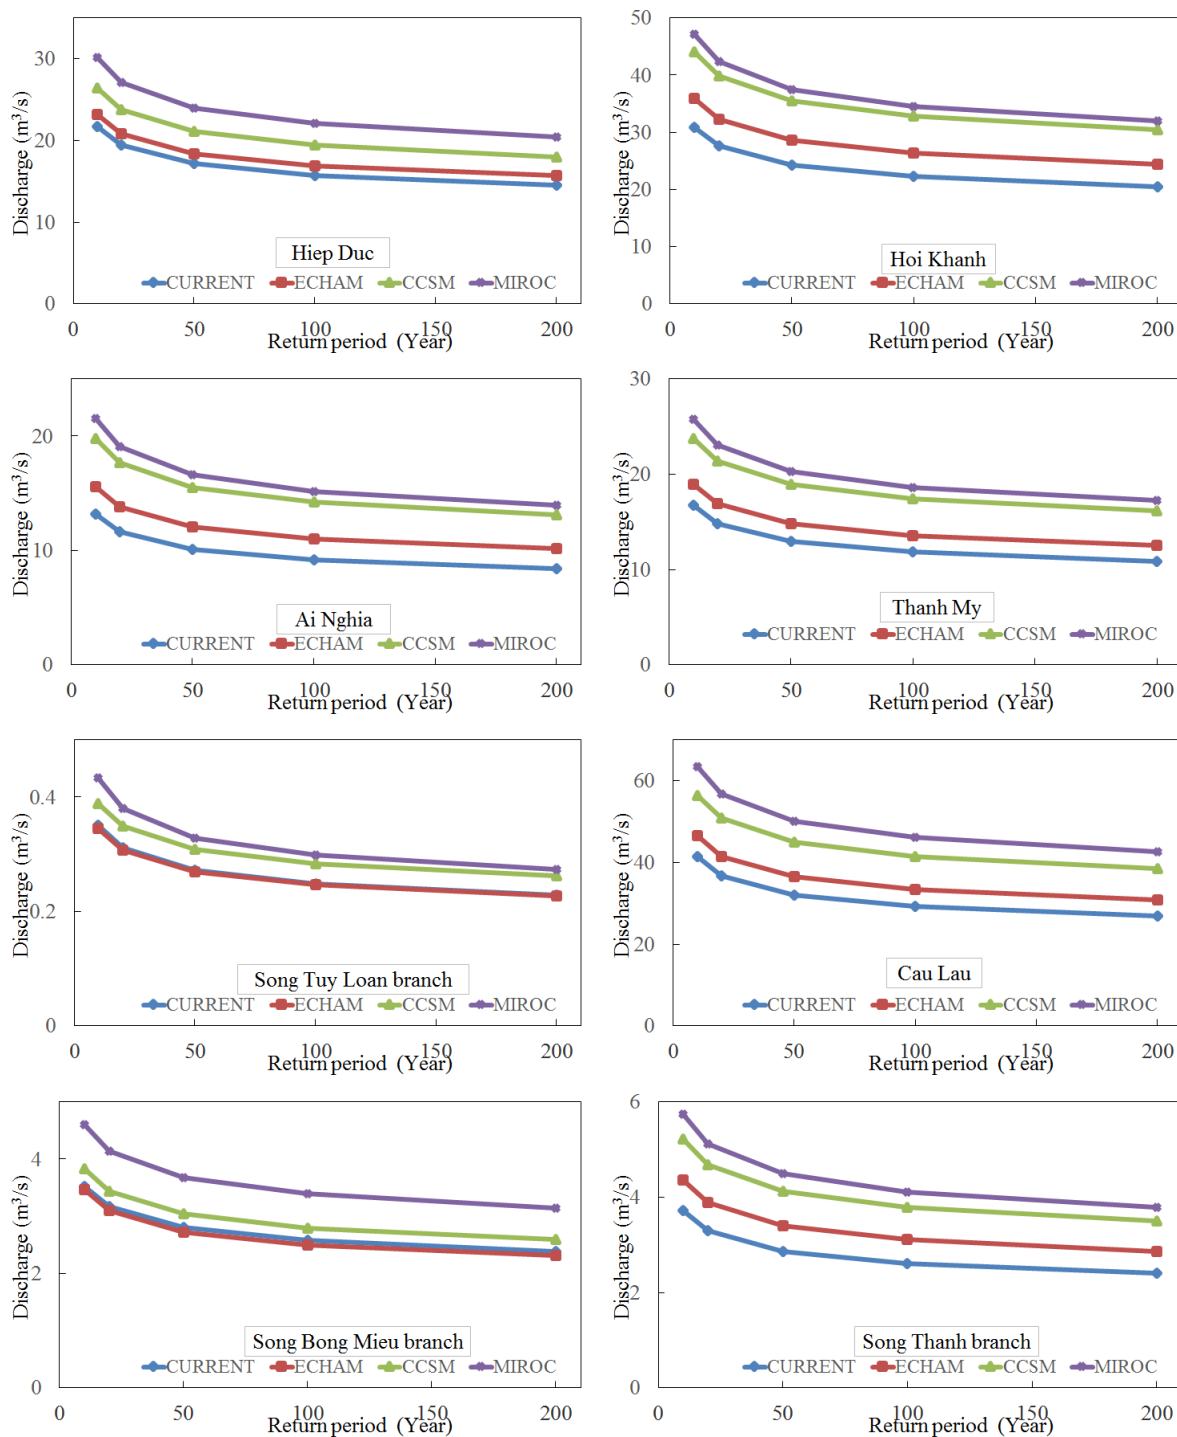 Discharge (m³/s)
30
20
10
0
Hiep Duc
CURRENT ECHAM CCSM MIROC
0 50 100 150 200
Return period (Year)
Discharge (m³/s)
50
40
30
20
10
0
Hoi Khanh
CURRENT ECHAM CCSM MIROC
0 50 100 150 200
Return period (Year)
Discharge (m³/s)
20
10
0
Ai Nghia
CURRENT ECHAM CCSM MIROC
0 50 100 150 200
Return period (Year)
Discharge (m³/s)
30
20
10
0
Thanh My
CURRENT ECHAM CCSM MIROC
0 50 100 150 200
Return period (Year)
Discharge (m³/s)
0.4
0.2
0
Song Tuy Loan branch
CURRENT ECHAM CCSM MIROC
0 50 100 150 200
Return period (Year)
Discharge (m³/s)
60
40
20
0
Cau Lau
CURRENT ECHAM CCSM MIROC
0 50 100 150 200
Return period (Year)
Discharge (m³/s)
4
2
0
Song Bong Mieu branch
CURRENT ECHAM CCSM MIROC
0 50 100 150 200
Return period (Year)
Discharge (m³/s)
6
4
2
0
Song Thanh branch
CURRENT ECHAM CCSM MIROC
0 50 100 150 200
Return period (Year)